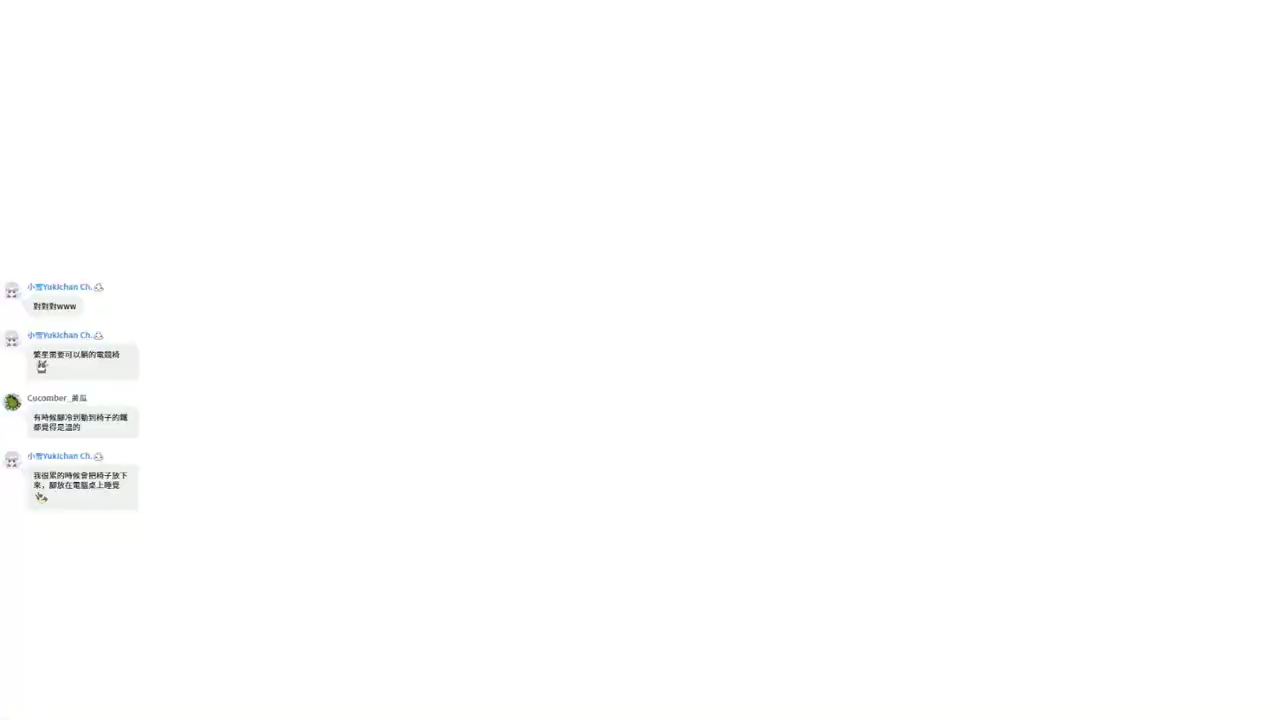 小雪Yukichan Ch.
對對對www
小雪Yukichan Ch.
繁星需要可以躺的電競椅
Cucomber_黃瓜
有時候腳冷到動到椅子的鐵
都覺得是溫的
小雪Yukichan Ch.
我很累的時候會把椅子放下
來，腳放在電腦桌上睡覺